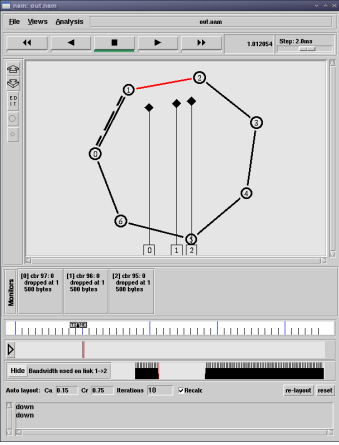 nam: out.nam
File Views Analysis out.nam
1.012054 Step: 2.0ms
E D
I T
1
2
3
0
4
6
5
0 1 2
Monitors
[0] cbr 97: 0
dropped at 1
500 bytes
[1] cbr 96: 0
dropped at 1
500 bytes
[2] cbr 95: 0
dropped at 1
500 bytes
Hide Bandwidth used on link 1->2
Auto layout: Ca 0.15 Cr 0.75 Iterations 10 Recalc re-layout reset
down
down